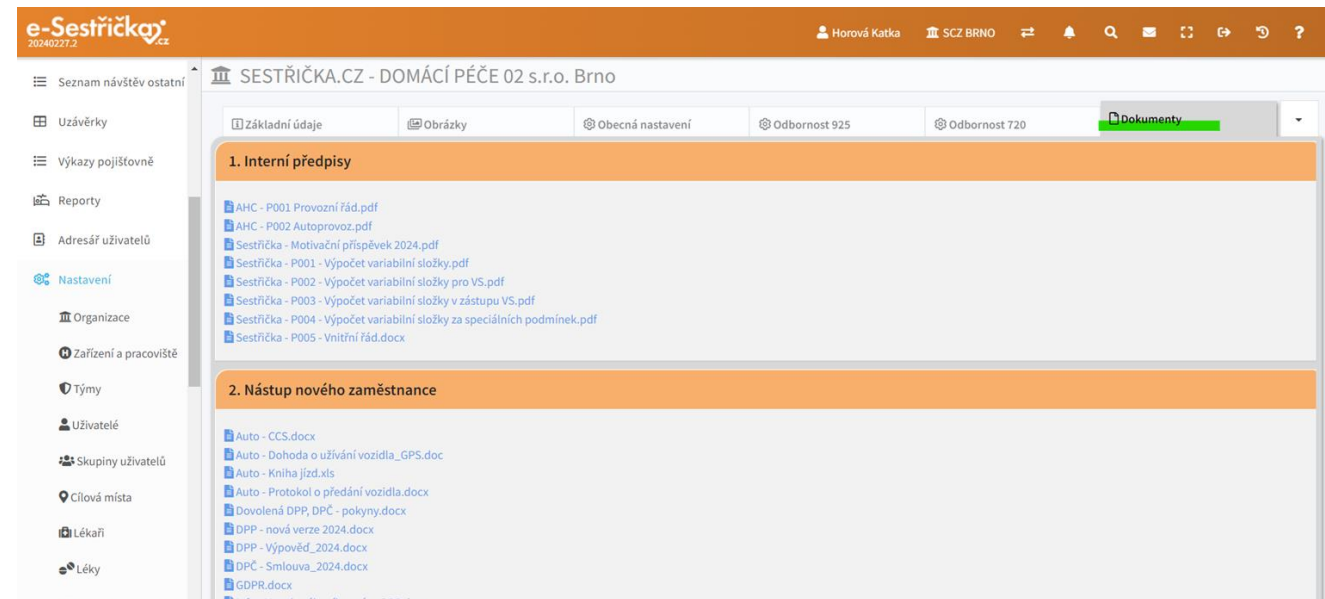 e-Sestřička.cz
20240227.2
Horová Katka
SCZ BRNO
Seznam návštěv ostatní
Uzávěrky
Výkazy pojišťovně
Reporty
Adresář uživatelů
Nastavení
Organizace
Zařízení a pracoviště
Týmy
Uživatelé
Skupiny uživatelů
Cílová místa
Lékaři
Léky
SESTŘIČKA.CZ - DOMÁCÍ PÉČE 02 s.r.o. Brno
Základní údaje
Obrázky
Obecná nastavení
Odbornost 925
Odbornost 720
Dokumenty
1. Interní předpisy
AHC - P001 Provozní řád.pdf
AHC - P002 Autoprovoz.pdf
Sestřička - Motivační příspěvek 2024.pdf
Sestřička - P001 - Výpočet variabilní složky.pdf
Sestřička - P002 - Výpočet variabilní složky pro VS.pdf
Sestřička - P003 - Výpočet variabilní složky v zástupu VS.pdf
Sestřička - P004 - Výpočet variabilní složky za speciálních podmínek.pdf
Sestřička - P005 - Vnitřní řád.docx
2. Nástup nového zaměstnance
Auto - CCS.docx
Auto - Dohoda o užívání vozidla_GPS.doc
Auto - Kniha jízd.xls
Auto - Protokol o předání vozidla.docx
Dovolená DPP, DPČ - pokyny.docx
DPP - nová verze 2024.docx
DPP - Výpověď_2024.docx
DPČ - Smlouva_2024.docx
GDPR.docx